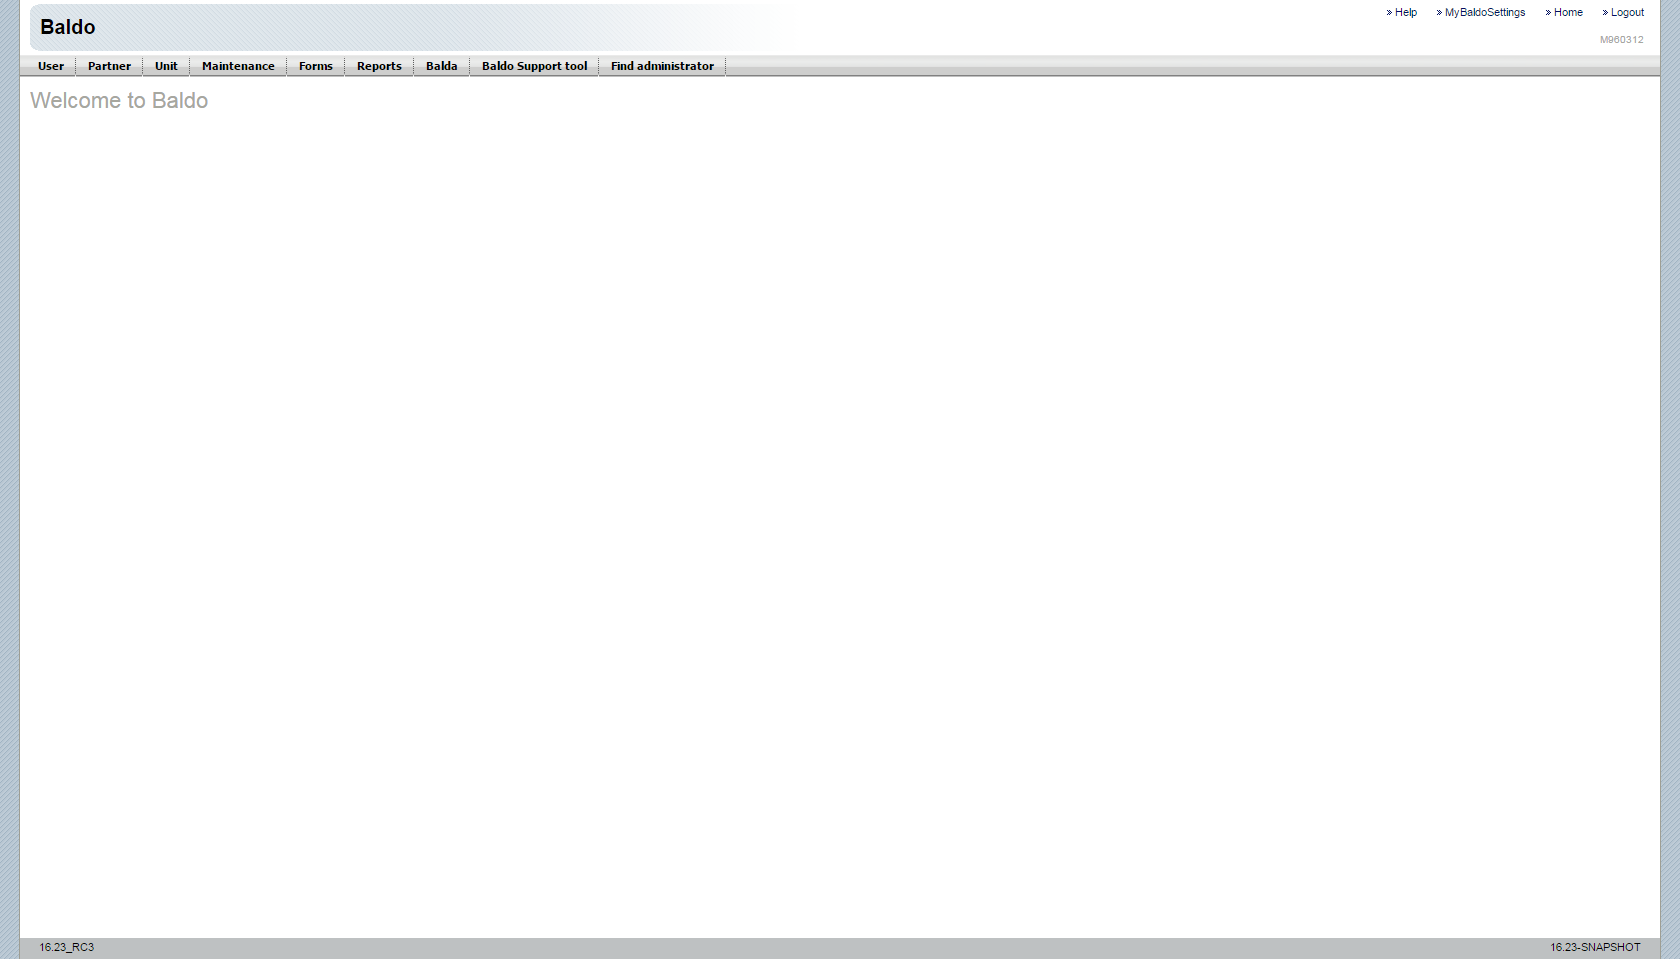 Baldo
» Help » MyBaldoSettings » Home » Logout
M960312
User Partner Unit Maintenance Forms Reports Balda Baldo Support tool Find administrator
Welcome to Baldo
16.23_RC3 16.23-SNAPSHOT